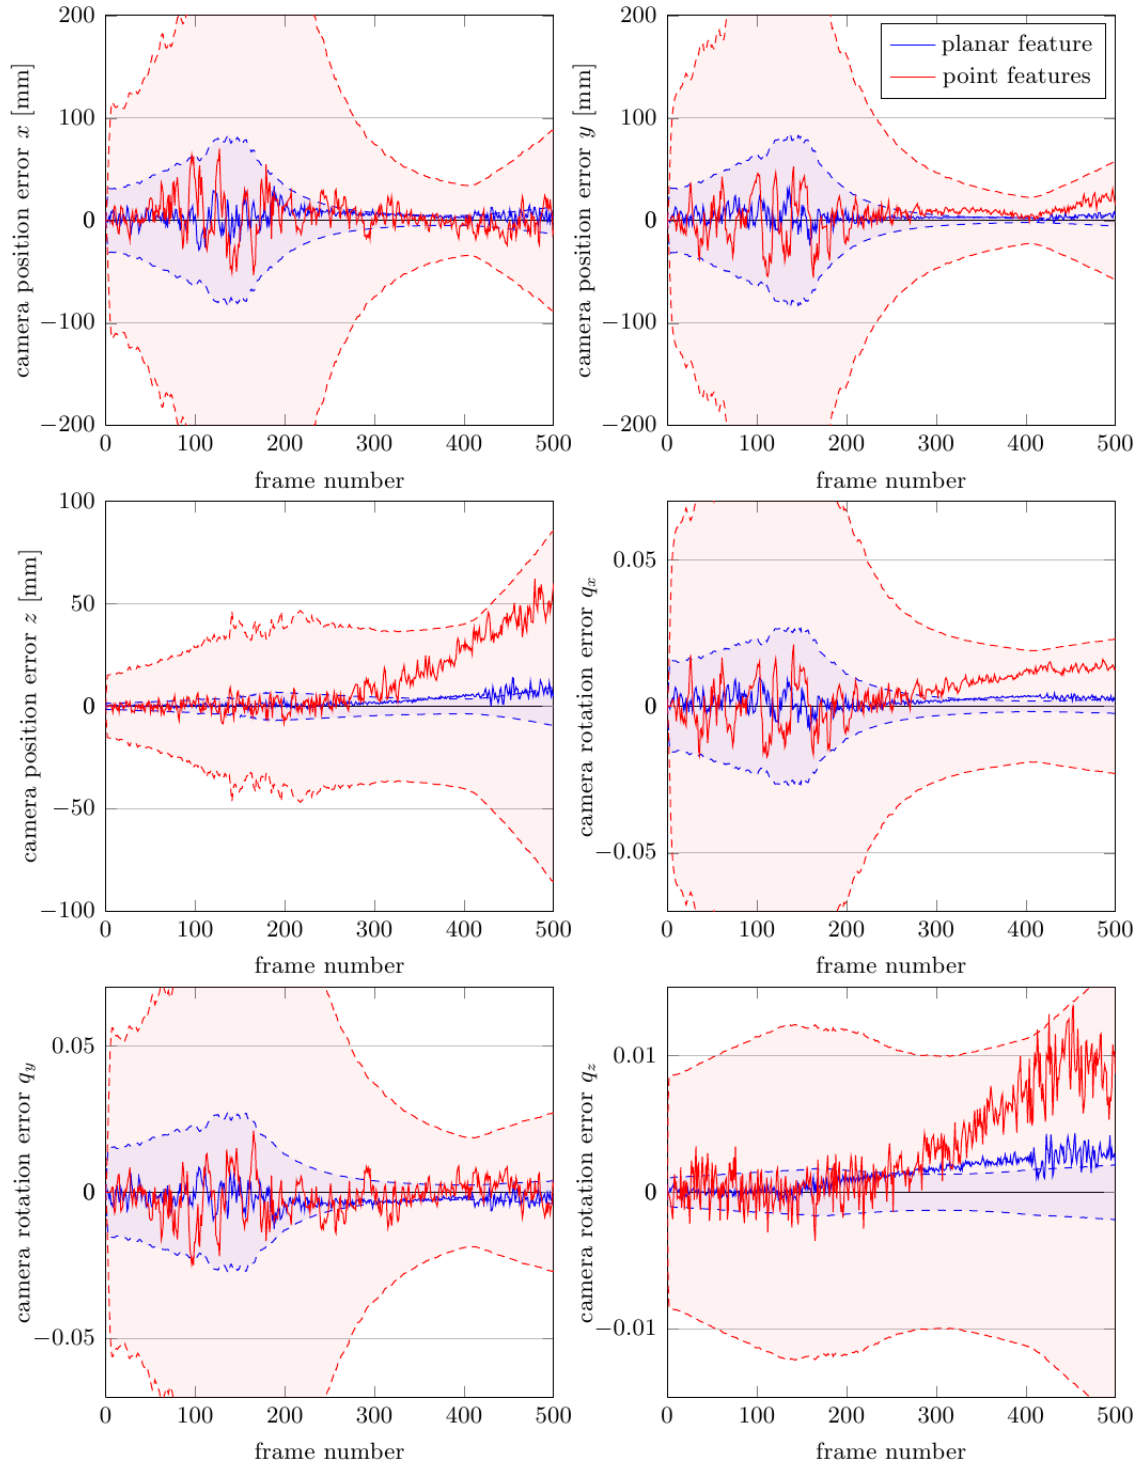 200
100
0
−100
−200
camera position error x [mm]
0 100 200 300 400 500
frame number
200
100
0
−100
−200
camera position error y [mm]
planar feature
point features
0 100 200 300 400 500
frame number
100
50
0
−50
−100
camera position error z [mm]
0 100 200 300 400 500
frame number
0.05
0
−0.05
camera rotation error qx
0 100 200 300 400 500
frame number
0.05
0
−0.05
camera rotation error qy
0 100 200 300 400 500
frame number
0.01
0
−0.01
camera rotation error qz
0 100 200 300 400 500
frame number